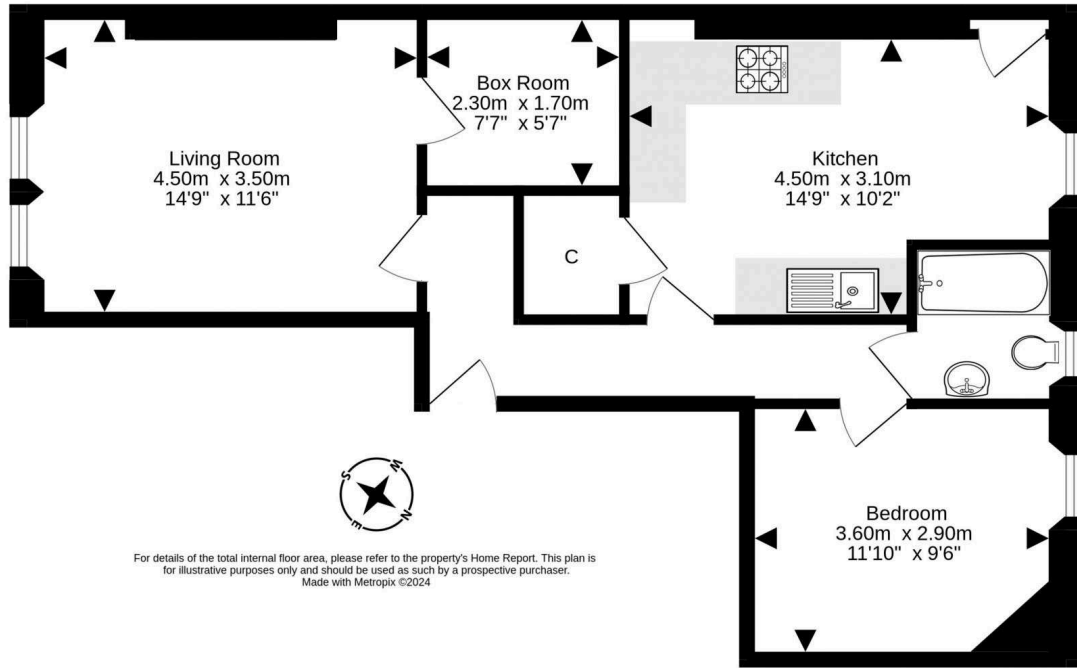 Box Room
2.30m x 1.70m
7'7" x 5'7"
Living Room
4.50m x 3.50m
14'9" x 11'6"
Kitchen
4.50m x 3.10m
14'9" x 10'2"
C
Bedroom
3.60m x 2.90m
11'10" x 9'6"
S
W
E
N
For details of the total internal floor area, please refer to the property's Home Report. This plan is
for illustrative purposes only and should be used as such by a prospective purchaser.
Made with Metropix ©2024